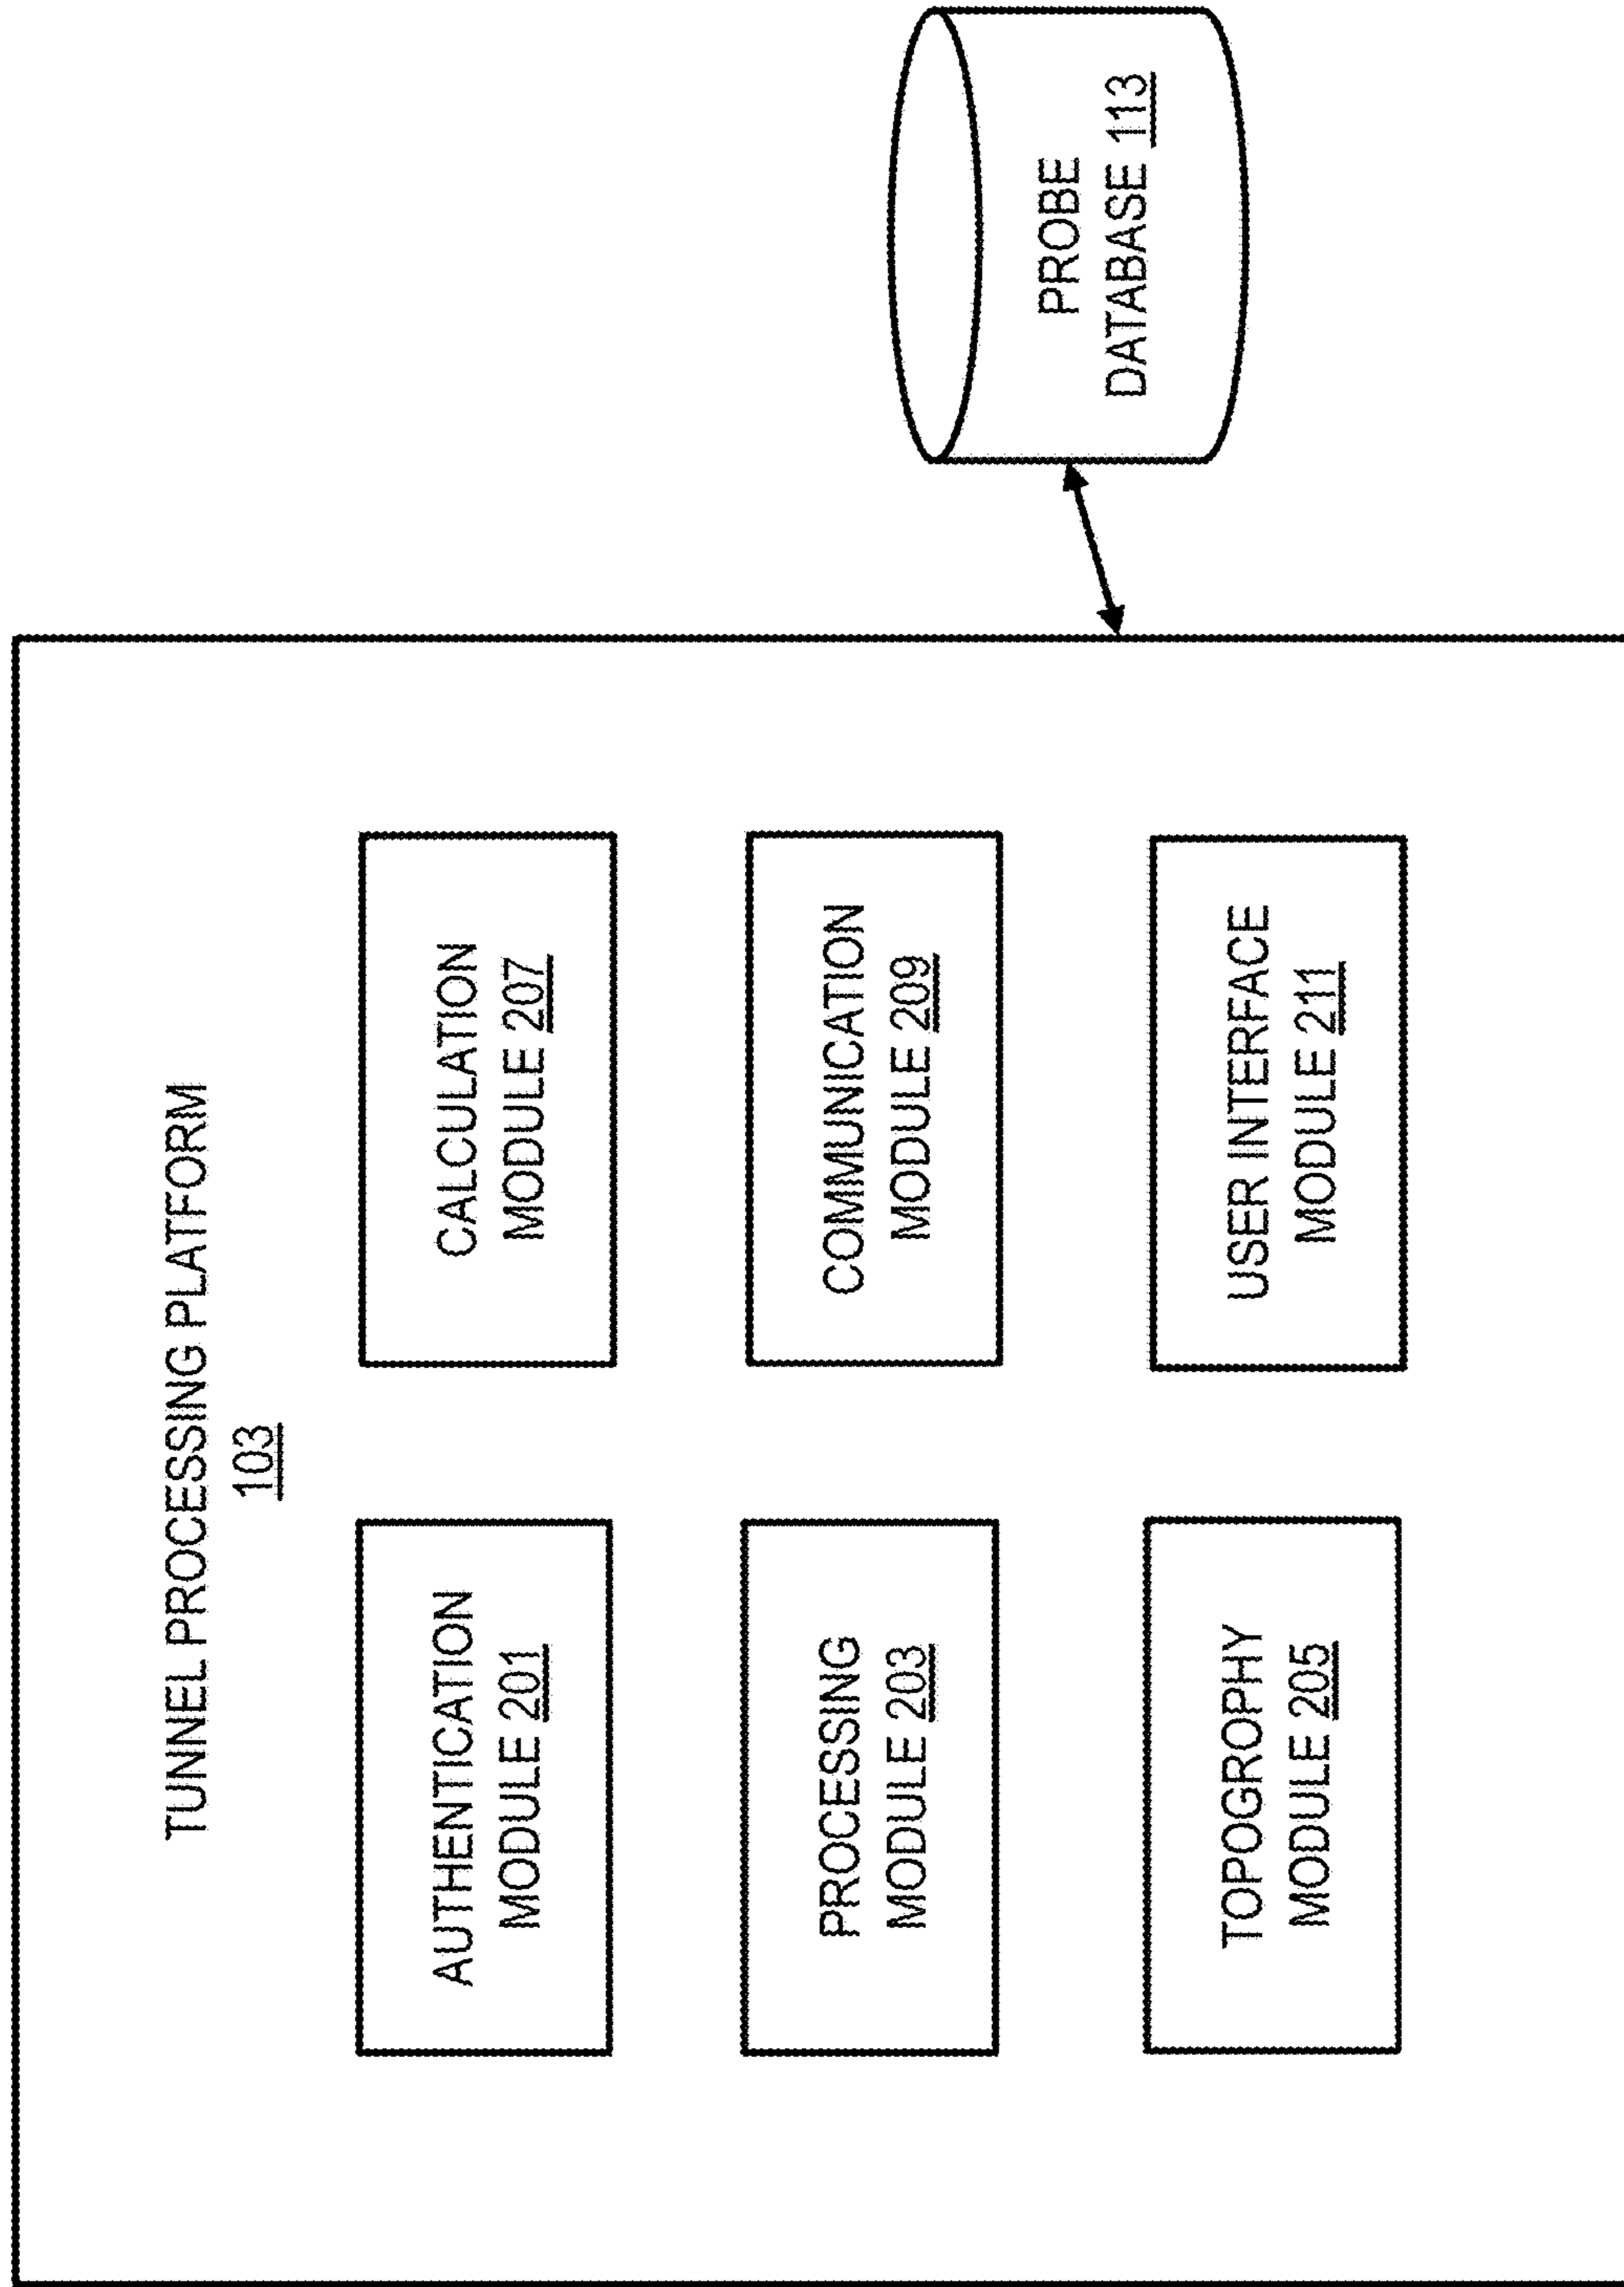 TUNNEL PROCESSING PLATFORM
103
AUTHENTICATION
MODULE 201
CALCULATION
MODULE 207
PROCESSING
MODULE 203
COMMUNICATION
MODULE 209
TOPOGROPHY
MODULE 205
USER INTERFACE
MODULE 211
PROBE
DATABASE 113